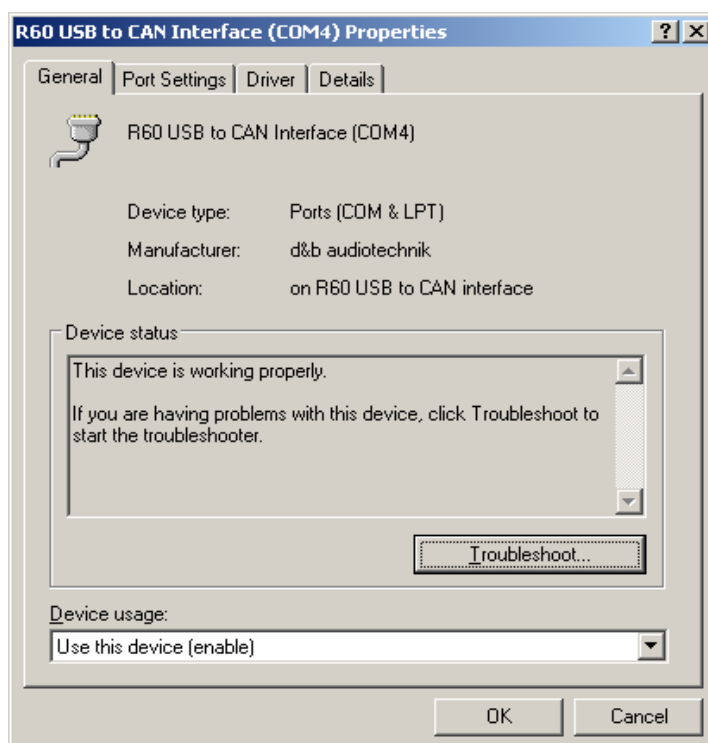 R60 USB to CAN Interface (COM4) Properties
General Port Settings Driver Details
R60 USB to CAN Interface (COM4)
Device type: Ports (COM & LPT)
Manufacturer: d&b audiotechnik
Location: on R60 USB to CAN interface
Device status
This device is working properly.
If you are having problems with this device, click Troubleshoot to
start the troubleshooter.
Troubleshoot...
Device usage:
Use this device (enable)
OK Cancel